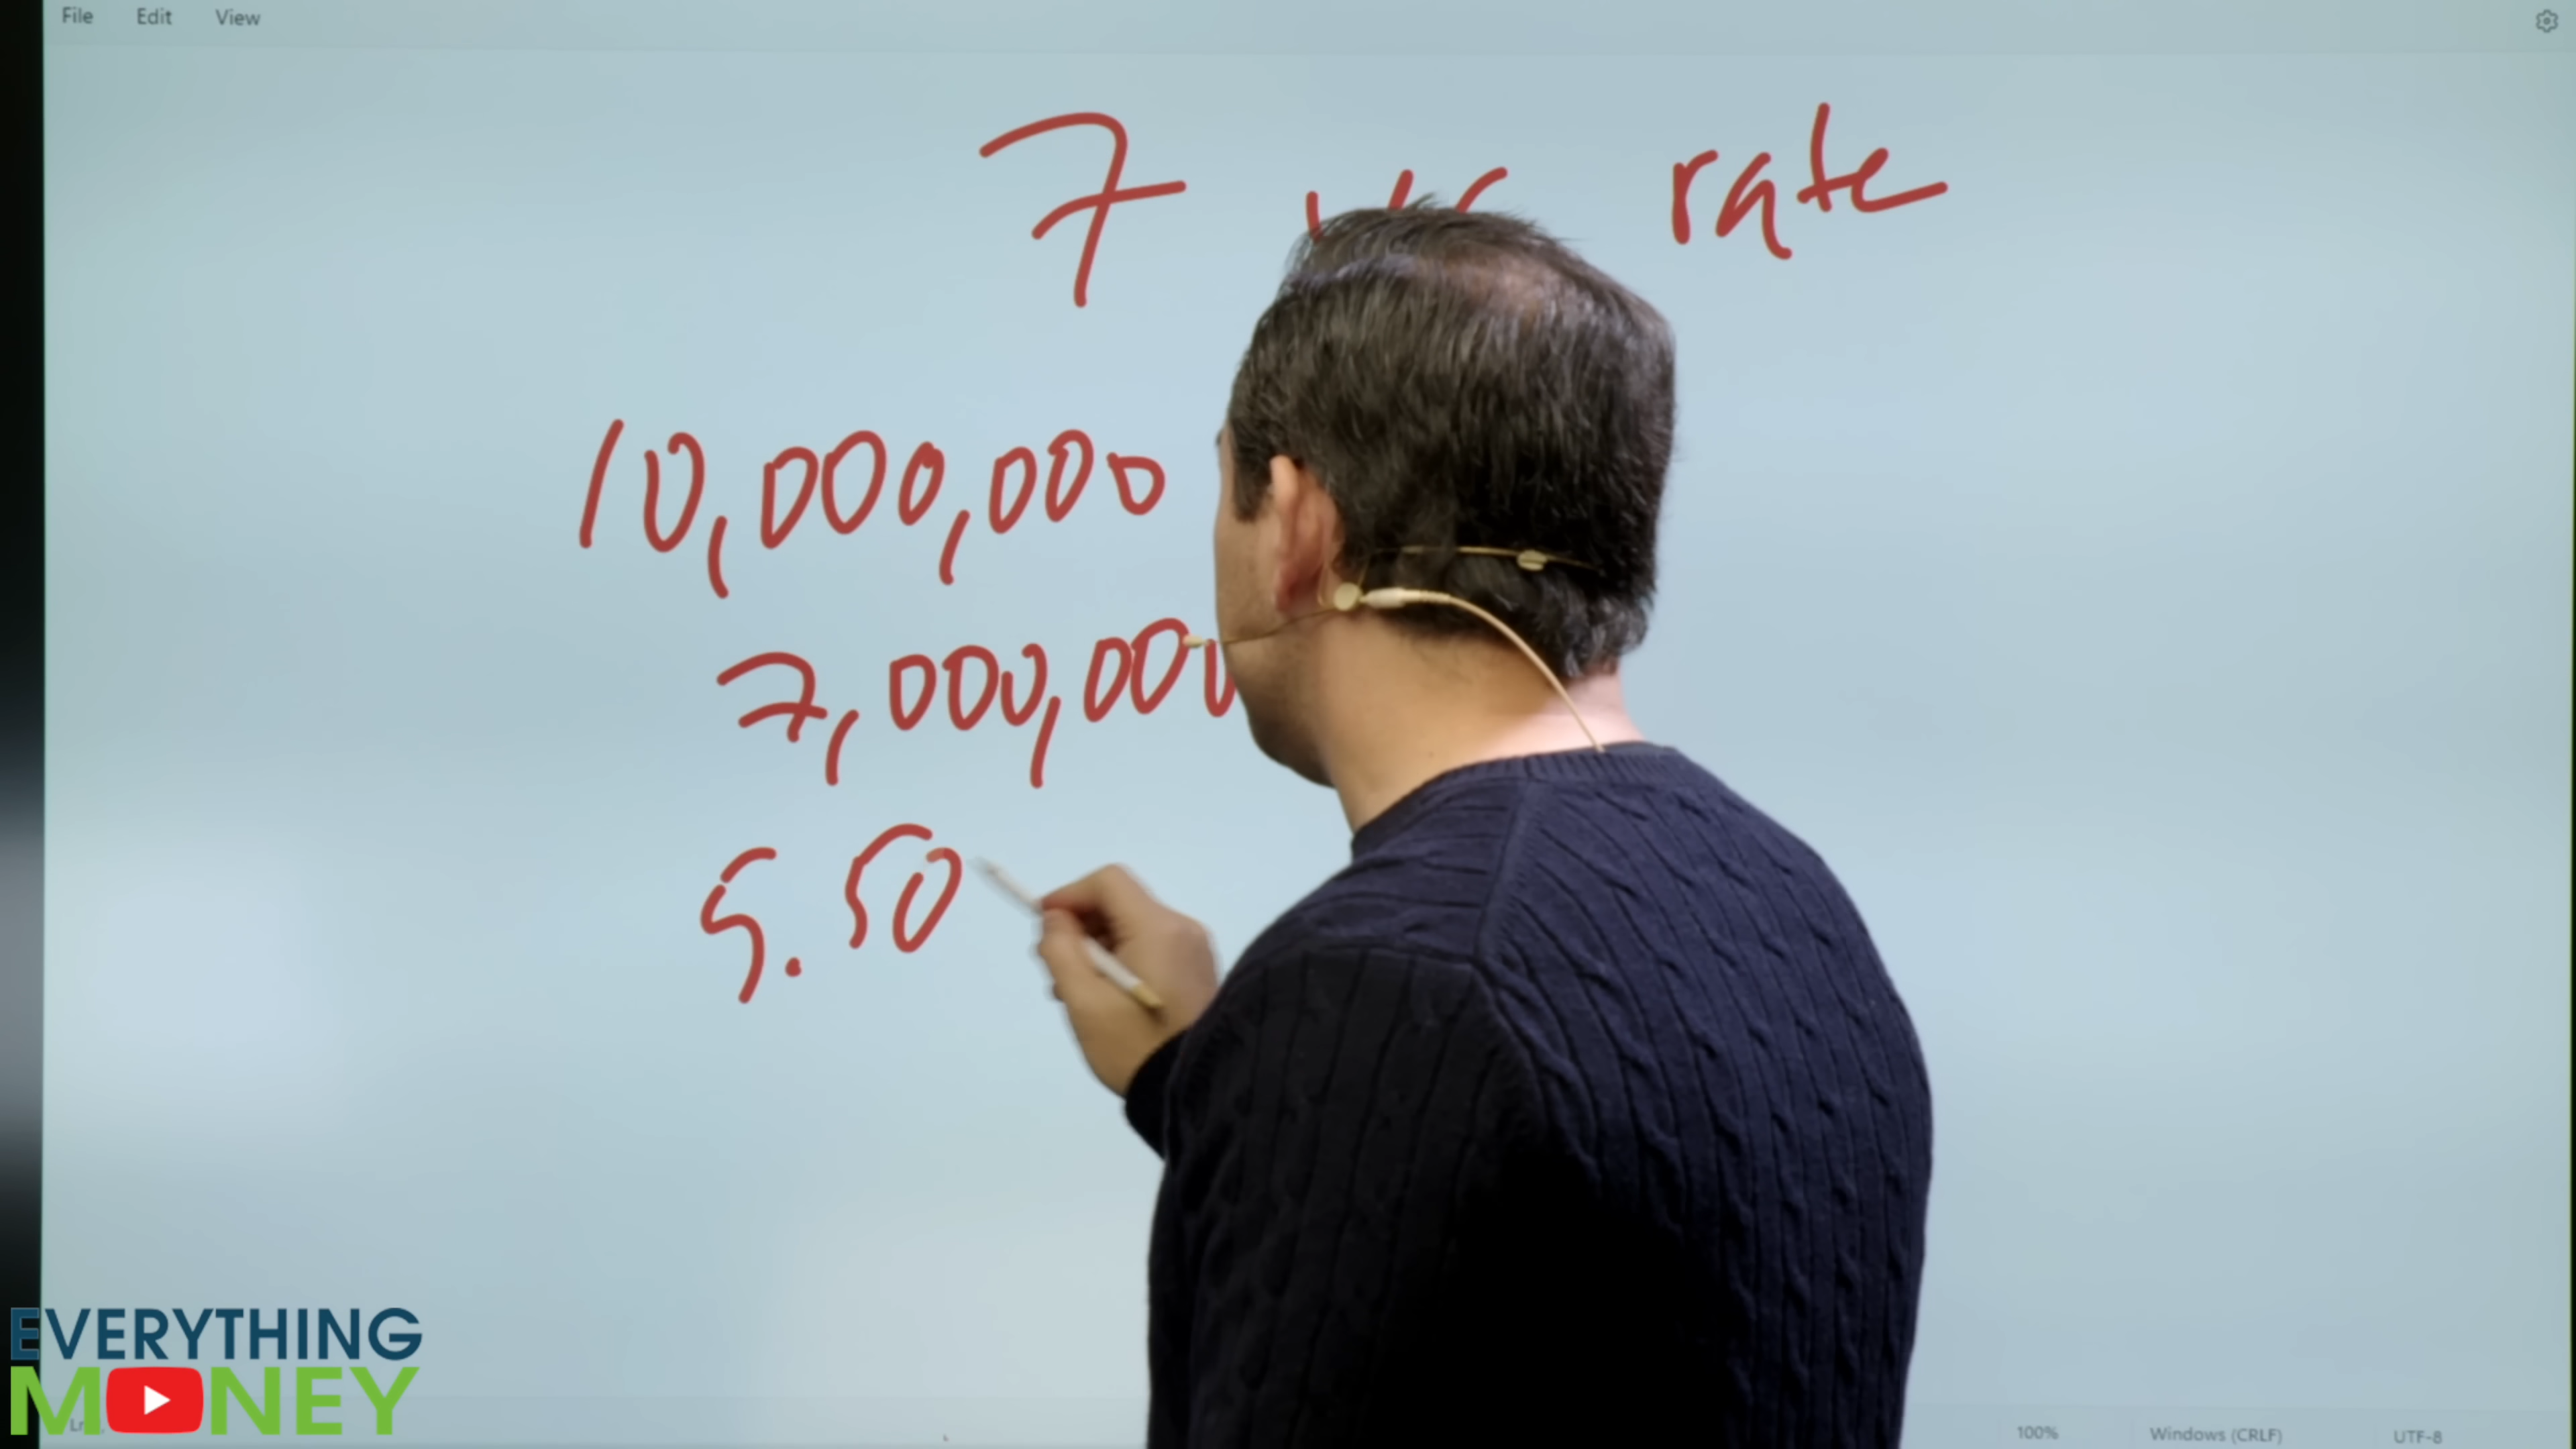 File Edit View
7 rate
10,000,000
7,000,000
5.50
EVERYTHING
MONEY
100% Windows (CRLF) UTF-8